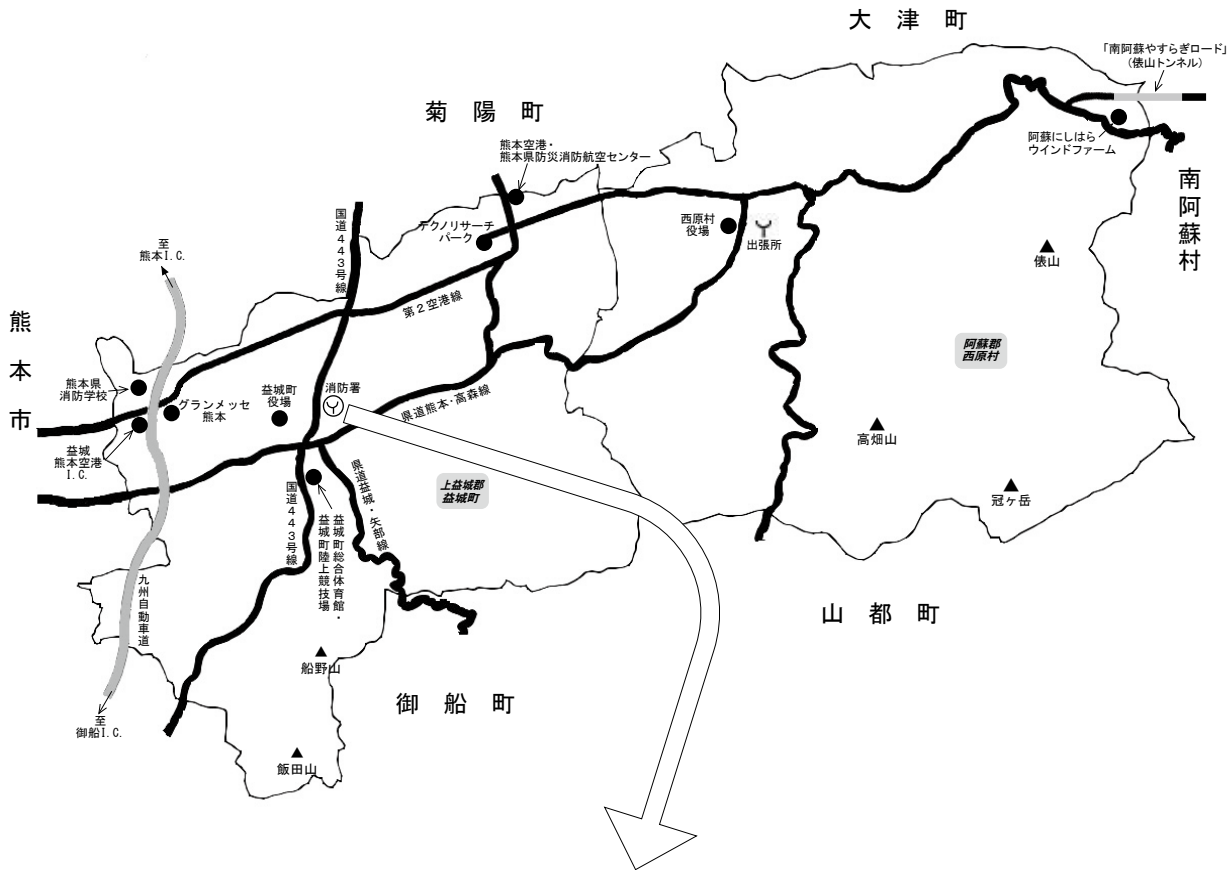 大津町
「南阿蘇やすらぎロード」
(俵山トンネル)
菊陽町
阿蘇にしはら
ウインドファーム
熊本空港・
熊本県防災消防航空センター
南阿蘇村
国道443号線
テクノリサーチ
パーク
西原村
役場
出張所
至
熊本I.C.
俵山
第2空港線
熊本市
阿蘇郡
西原村
熊本県
消防学校
グランメッセ
熊本
益城町
役場
消防署
県道熊本・高森線
高畑山
益城
熊本空港
I.C.
県道益城・矢部線
上益城郡
益城町
冠ヶ岳
国道443号線
益城町総合体育館・
益城町陸上競技場
九州自動車道
山都町
船野山
御船町
至
御船I.C.
飯田山